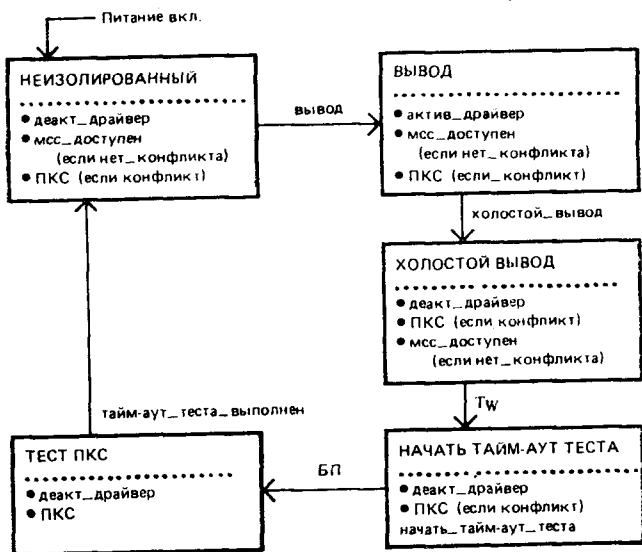 Питание вкл.
НЕИЗОЛИРОВАННЫЙ
• деакт_драйвер
• мсс_доступен
(если нет_конфликта)
• ПКС (если конфликт)
вывод
ВЫВОД
• актив_драйвер
• мсс_доступен
(если нет_конфликта)
• ПКС (если_конфликт)
холостой_вывод
ХОЛОСТОЙ ВЫВОД
• деакт_драйвер
• ПКС (если конфликт)
• мсс_доступен
(если нет_конфликта)
TW
НАЧАТЬ ТАЙМ-АУТ ТЕСТА
• деакт_драйвер
• ПКС (если конфликт)
начать_тайм-аут_теста
БП
ТЕСТ ПКС
• деакт_драйвер
• ПКС
тайм-аут_теста_выполнен